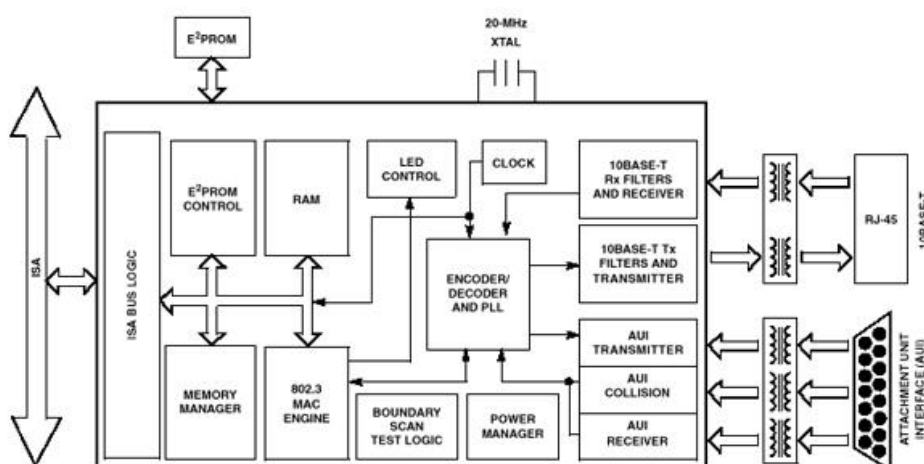 20-MHz
XTAL
E²PROM
ISA
ISA BUS LOGIC
E²PROM
CONTROL
RAM
LED
CONTROL
CLOCK
10BASE-T
Rx FILTERS
AND RECEIVER
RJ-45
10BASE-T
10BASE-T Tx
FILTERS AND
TRANSMITTER
ENCODER/
DECODER
AND PLL
AUI
TRANSMITTER
AUI
COLLISION
AUI
RECEIVER
ATTACHMENT UNIT
INTERFACE (AUI)
MEMORY
MANAGER
802.3
MAC
ENGINE
BOUNDARY
SCAN
TEST LOGIC
POWER
MANAGER